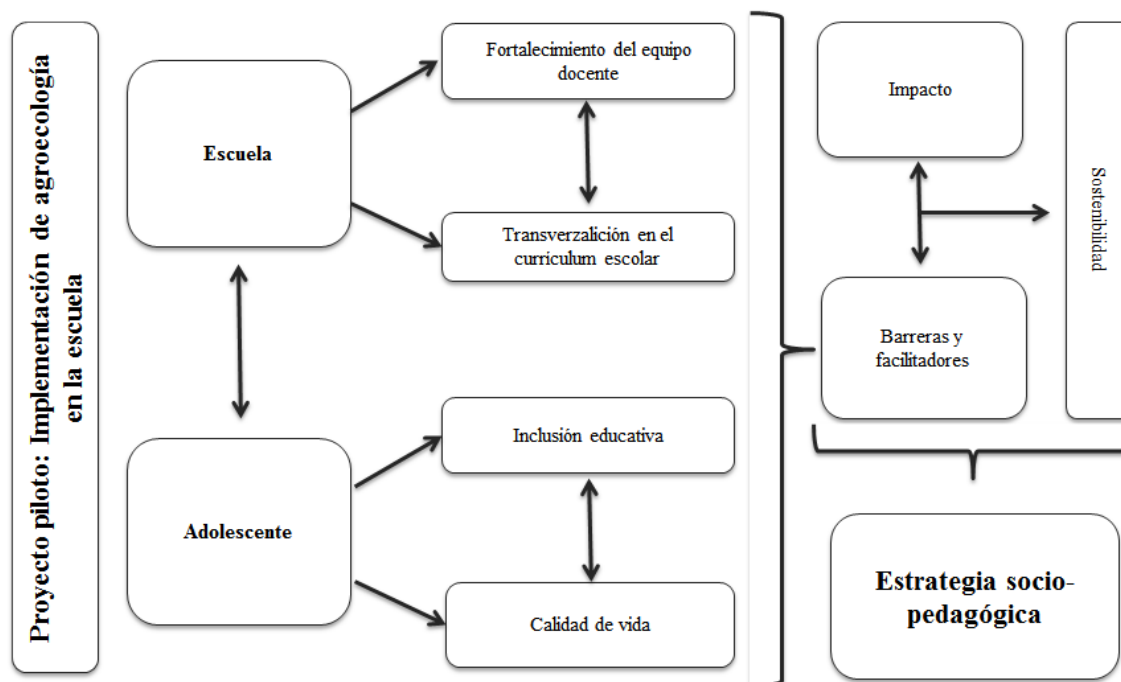 Proyecto piloto: Implementación de agroecología
en la escuela
Escuela
Fortalecimiento del equipo
docente
Transverzalición en el
curriculum escolar
Adolescente
Inclusión educativa
Calidad de vida
Impacto
Barreras y
facilitadores
Sostenibilidad
Estrategia socio-
pedagógica